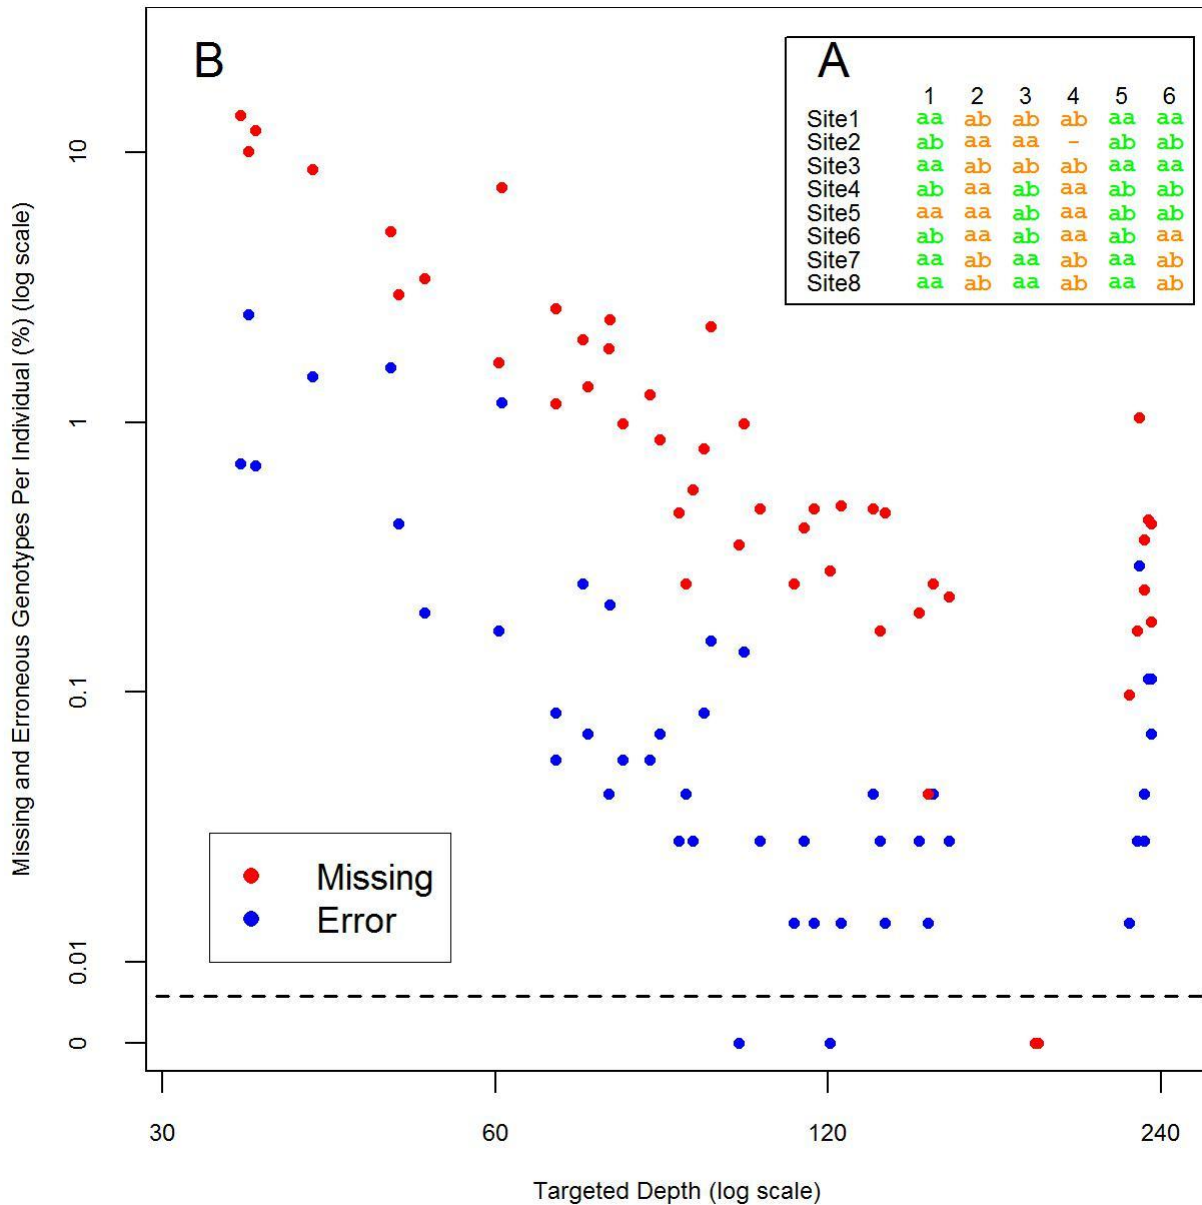 B
A
1 2 3 4 5 6
Site1 aa ab ab ab aa aa
Site2 ab aa aa - ab ab
Site3 aa ab ab ab aa aa
Site4 ab aa ab aa ab ab
Site5 aa aa ab aa ab ab
Site6 ab aa ab aa ab aa
Site7 aa ab aa ab aa ab
Site8 aa ab aa ab aa ab
Missing and Erroneous Genotypes Per Individual (%) (log scale)
10
1
0.1
0.01
0
Missing
Error
30 60 120 240
Targeted Depth (log scale)